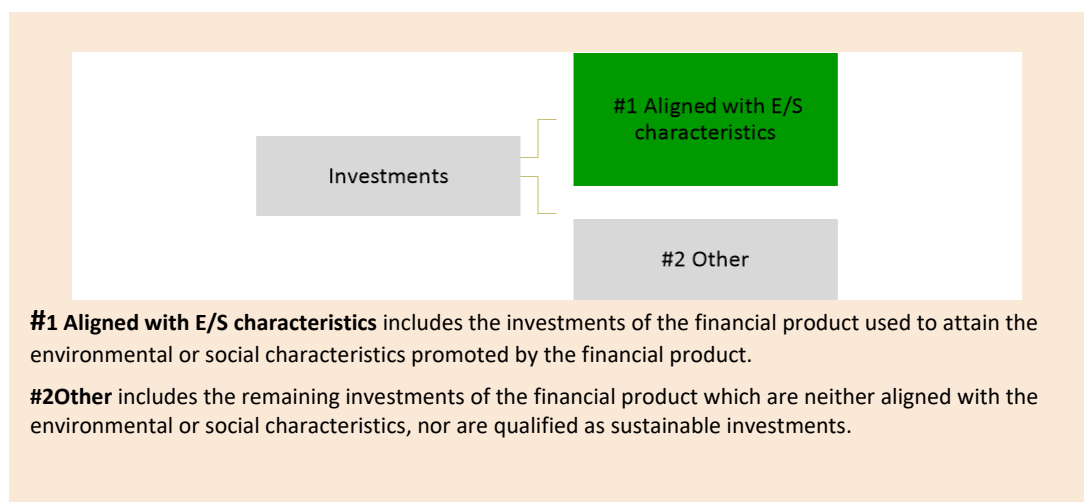 #1 Aligned with E/S
characteristics
Investments
#2 Other
#1 Aligned with E/S characteristics includes the investments of the financial product used to attain the
environmental or social characteristics promoted by the financial product.
#2Other includes the remaining investments of the financial product which are neither aligned with the
environmental or social characteristics, nor are qualified as sustainable investments.